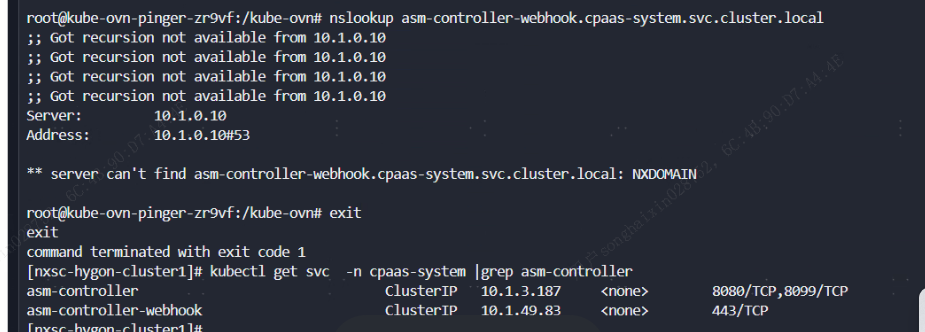 root@kube-ovn-pinger-zr9vf:/kube-ovn# nslookup asm-controller-webhook.cpaas-system.svc.cluster.local
;; Got recursion not available from 10.1.0.10
;; Got recursion not available from 10.1.0.10
;; Got recursion not available from 10.1.0.10
;; Got recursion not available from 10.1.0.10
Server:         10.1.0.10
Address:        10.1.0.10#53

** server can't find asm-controller-webhook.cpaas-system.svc.cluster.local: NXDOMAIN

root@kube-ovn-pinger-zr9vf:/kube-ovn# exit
exit
command terminated with exit code 1
[nxsc-hygon-cluster1]# kubectl get svc  -n cpaas-system |grep asm-controller
asm-controller                        ClusterIP   10.1.3.187    <none>        8080/TCP,8099/TCP
asm-controller-webhook                ClusterIP   10.1.49.83    <none>        443/TCP
[nxsc-hygon-cluster1]#